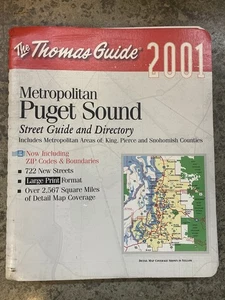 The Thomas Guide®
2001
Metropolitan
Puget Sound
Street Guide and Directory
Includes Metropolitan Areas of King, Pierce and Snohomish Counties
Now Including
ZIP Codes & Boundaries
722 New Streets
Large Print Format
Over 2,567 Square Miles
of Detail Map Coverage